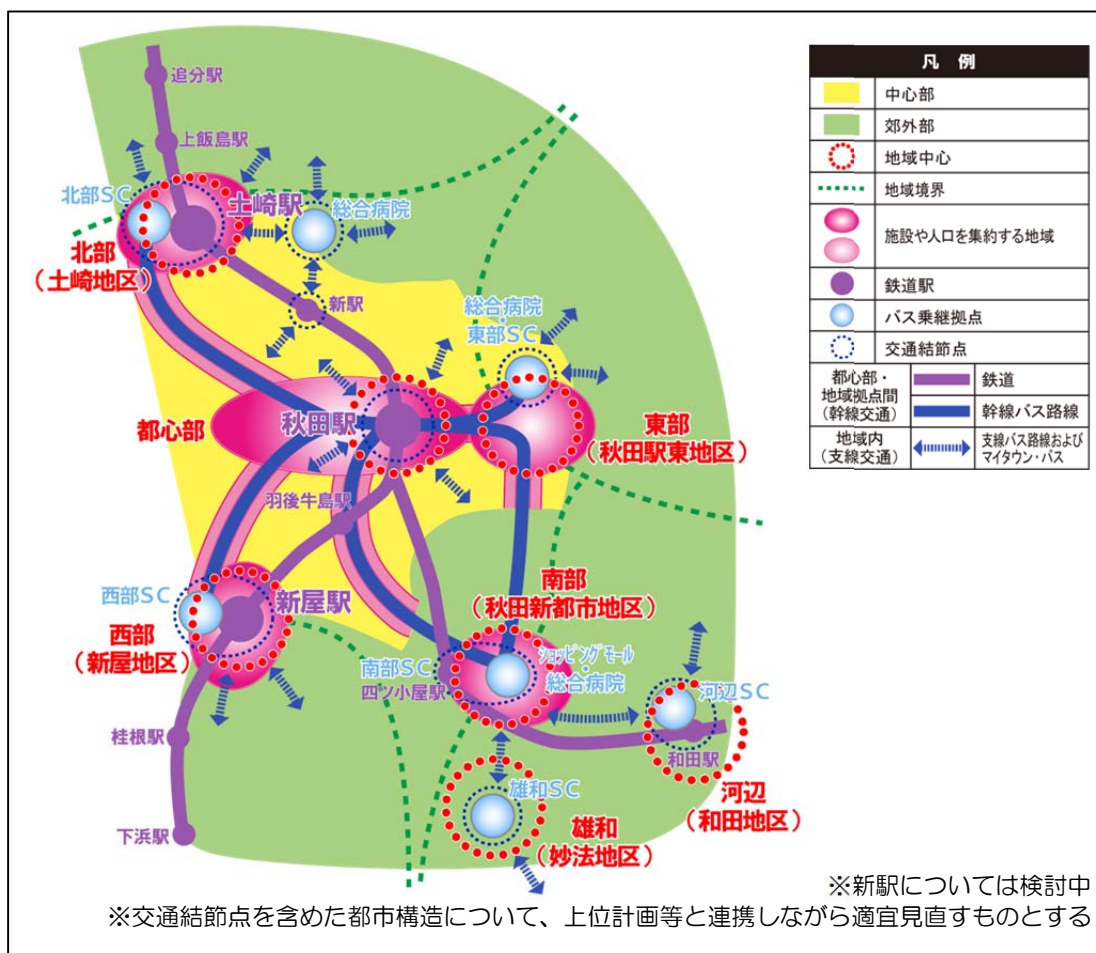 追分駅
上飯島駅
北部SC
土崎駅
総合病院
北部
（土崎地区）
新駅
総合病院
・
東部SC
都心部
秋田駅
東部
（秋田駅東地区）
羽後牛島駅
西部SC
新屋駅
西部
（新屋地区）
南部
（秋田新都市地区）
南部SC
四ツ小屋駅
ショッピングモール
・
総合病院
河辺SC
和田駅
河辺
（和田地区）
桂根駅
下浜駅
雄和SC
雄和
（妙法地区）
凡 例
中心部
郊外部
地域中心
地域境界
施設や人口を集約する地域
鉄道駅
バス乗継拠点
交通結節点
都心部・
地域拠点間
（幹線交通）
鉄道
幹線バス路線
地域内
（支線交通）
支線バス路線および
マイタウン・バス
※新駅については検討中
※交通結節点を含めた都市構造について、上位計画等と連携しながら適宜見直すものとする